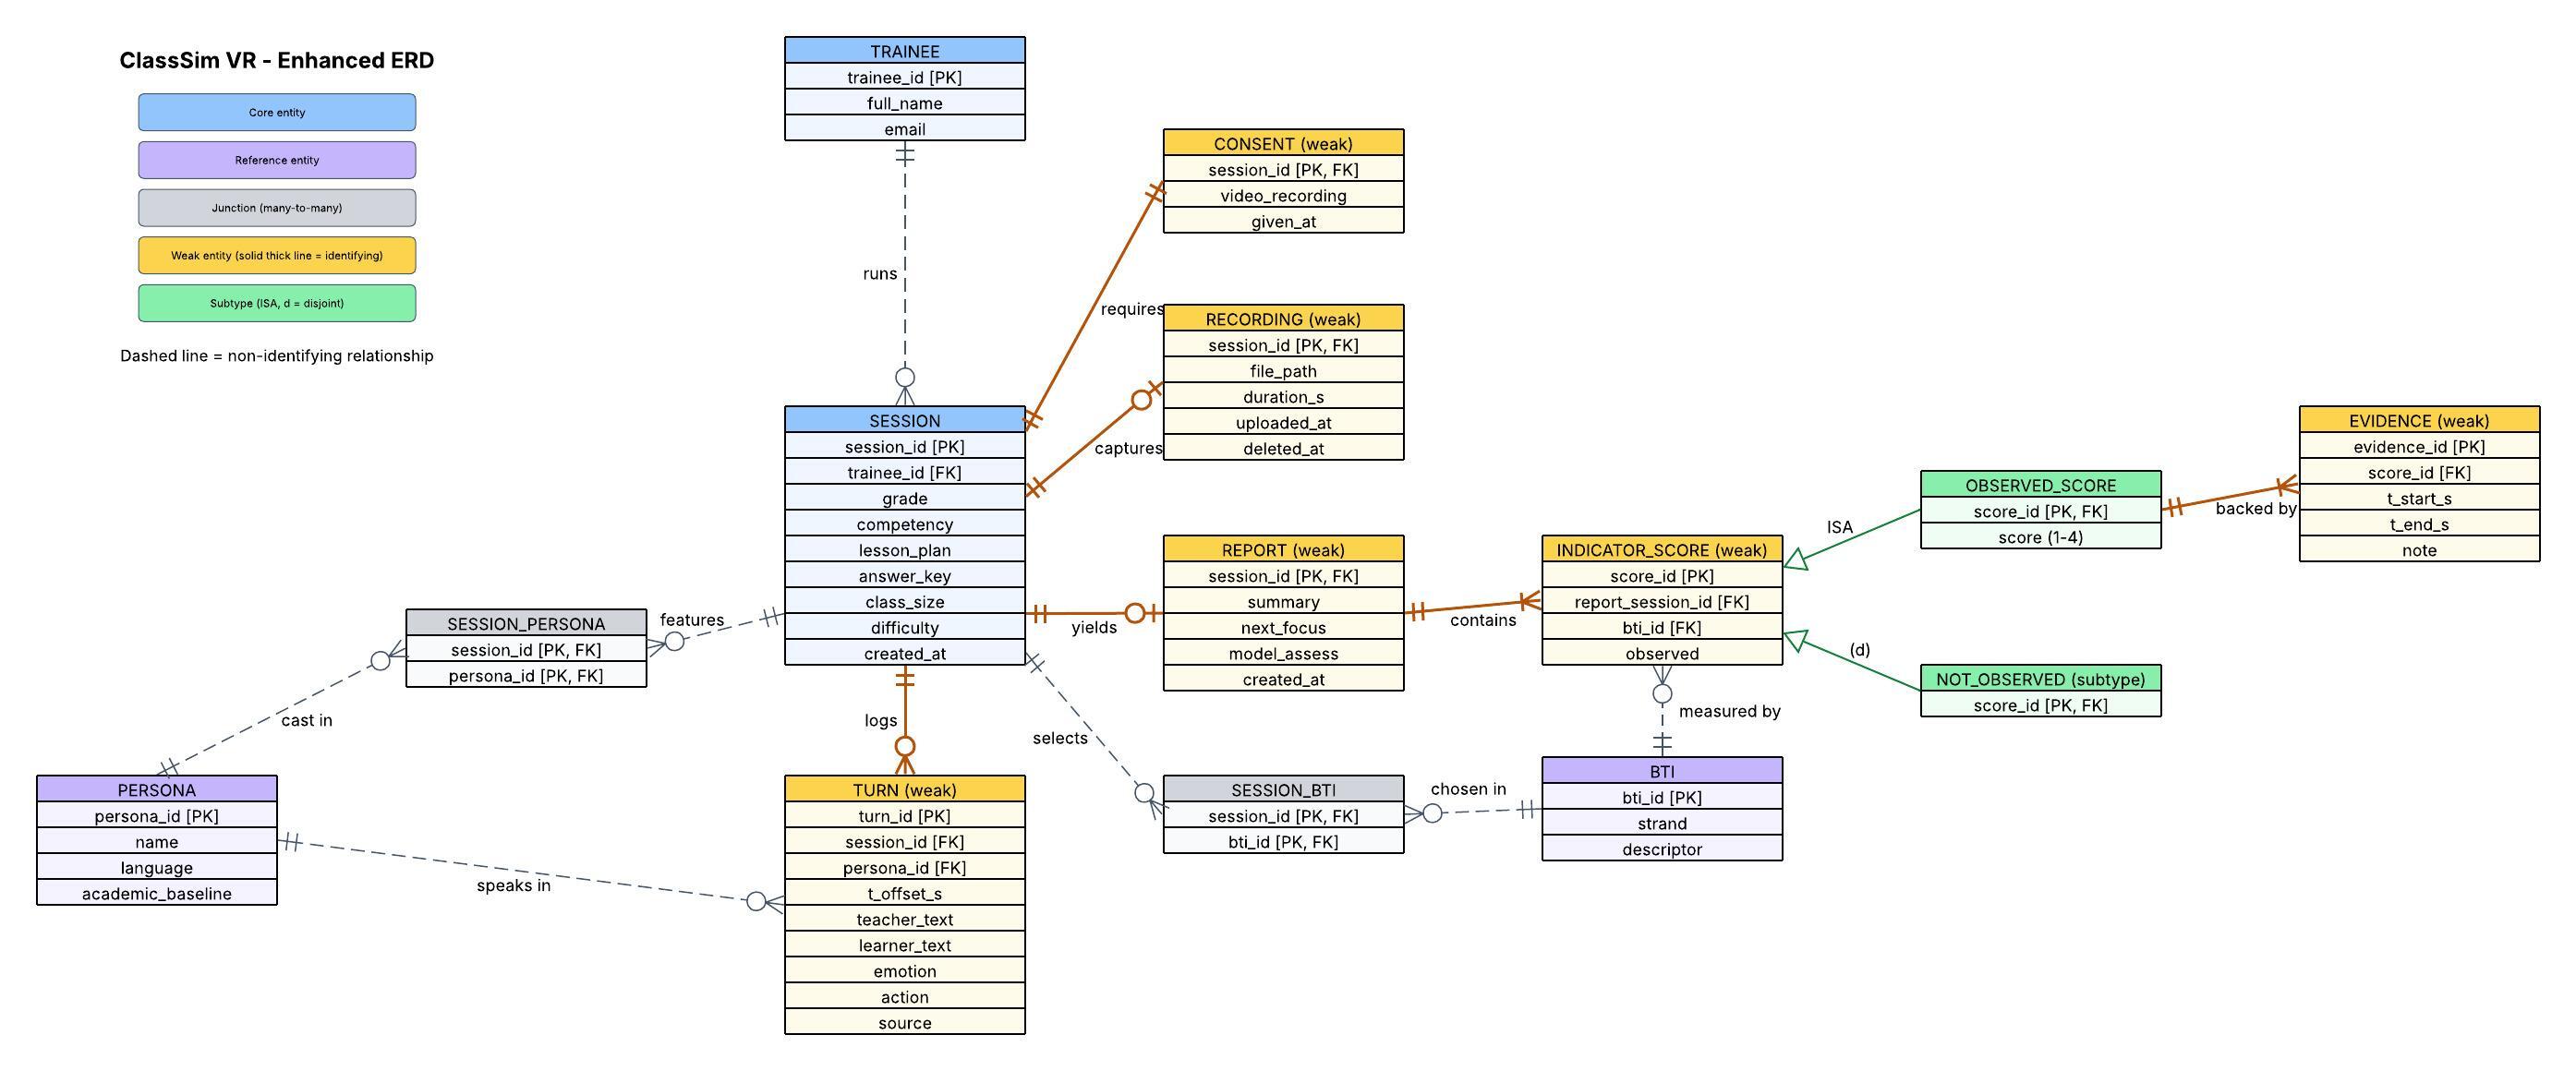 ClassSim VR - Enhanced ERD
Core entity
Reference entity
Junction (many-to-many)
Weak entity (solid thick line = identifying)
Subtype (ISA, d = disjoint)
Dashed line = non-identifying relationship
TRAINEE
trainee_id [PK]
full_name
email
runs
CONSENT (weak)
session_id [PK, FK]
video_recording
given_at
requires
RECORDING (weak)
session_id [PK, FK]
file_path
duration_s
uploaded_at
deleted_at
captures
SESSION
session_id [PK]
trainee_id [FK]
grade
competency
lesson_plan
answer_key
class_size
difficulty
created_at
REPORT (weak)
session_id [PK, FK]
summary
next_focus
model_assess
created_at
yields
contains
INDICATOR_SCORE (weak)
score_id [PK]
report_session_id [FK]
bti_id [FK]
observed
ISA
(d)
OBSERVED_SCORE
score_id [PK, FK]
score (1-4)
backed by
EVIDENCE (weak)
evidence_id [PK]
score_id [FK]
t_start_s
t_end_s
note
NOT_OBSERVED (subtype)
score_id [PK, FK]
SESSION_PERSONA
session_id [PK, FK]
persona_id [PK, FK]
features
cast in
logs
selects
measured by
PERSONA
persona_id [PK]
name
language
academic_baseline
speaks in
TURN (weak)
turn_id [PK]
session_id [FK]
persona_id [FK]
t_offset_s
teacher_text
learner_text
emotion
action
source
SESSION_BTI
session_id [PK, FK]
bti_id [PK, FK]
chosen in
BTI
bti_id [PK]
strand
descriptor